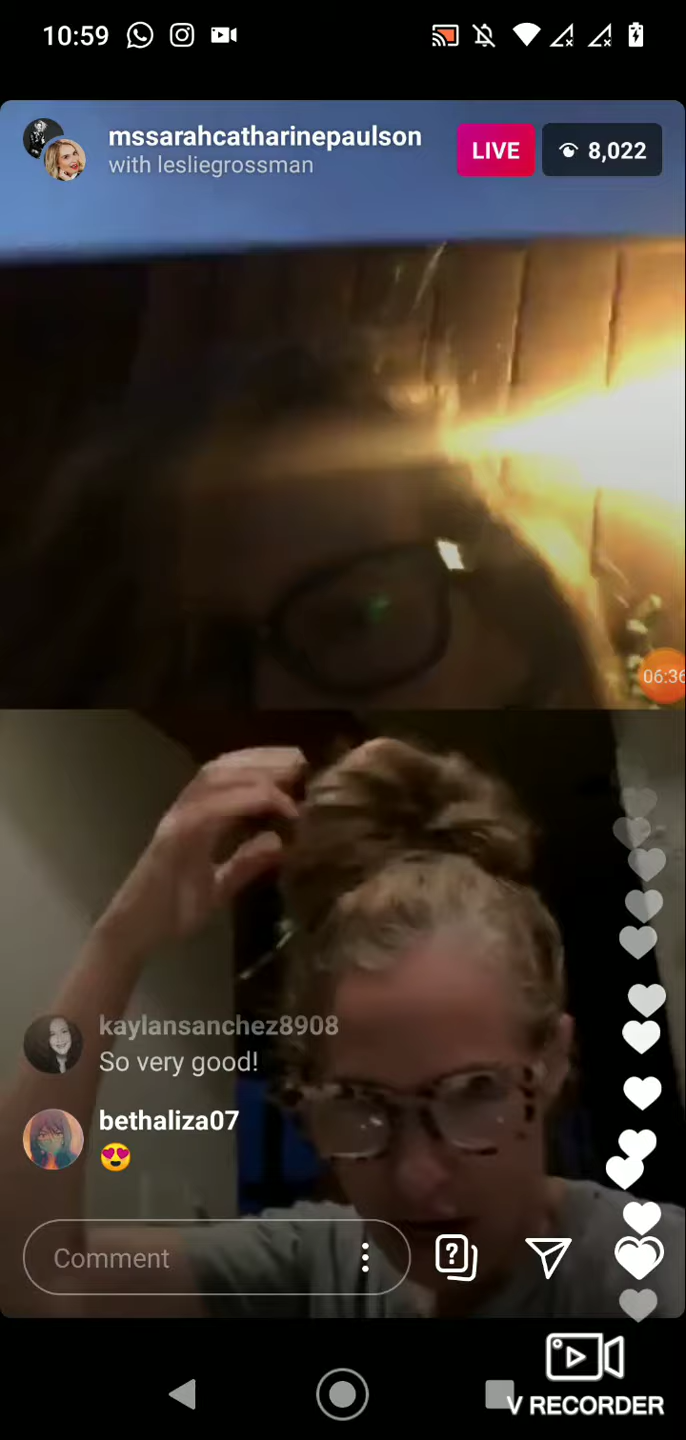 10:59
mssarahcatharinepaulson
with lesliegrossman
LIVE
8,022
06:36
kaylansanchez8908
So very good!
bethaliza07
😍
Comment
V RECORDER